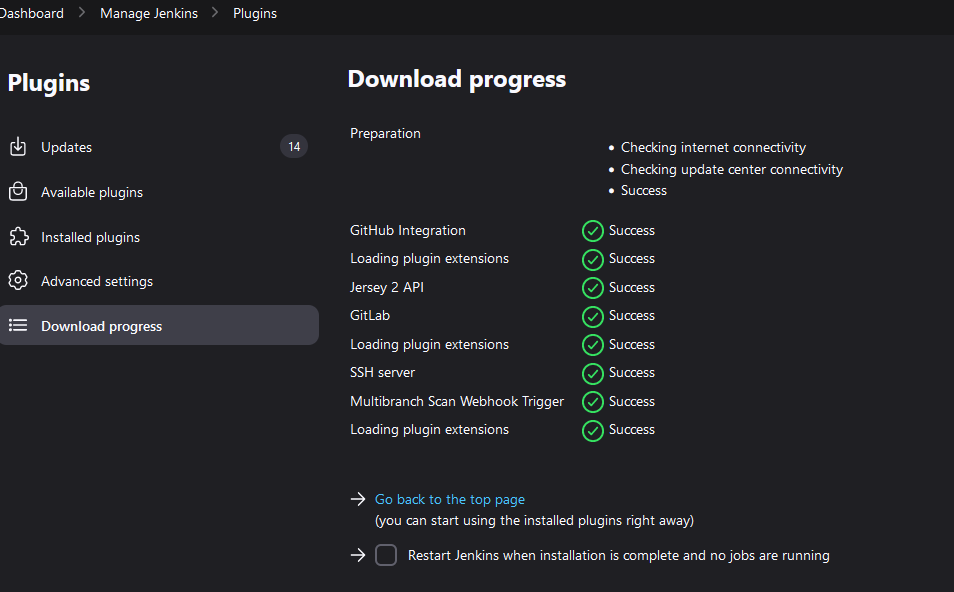 Dashboard > Manage Jenkins > Plugins
Plugins
Updates 14
Available plugins
Installed plugins
Advanced settings
Download progress
Download progress
Preparation
• Checking internet connectivity
• Checking update center connectivity
• Success
GitHub Integration Success
Loading plugin extensions Success
Jersey 2 API Success
GitLab Success
Loading plugin extensions Success
SSH server Success
Multibranch Scan Webhook Trigger Success
Loading plugin extensions Success
→ Go back to the top page
(you can start using the installed plugins right away)
→ Restart Jenkins when installation is complete and no jobs are running